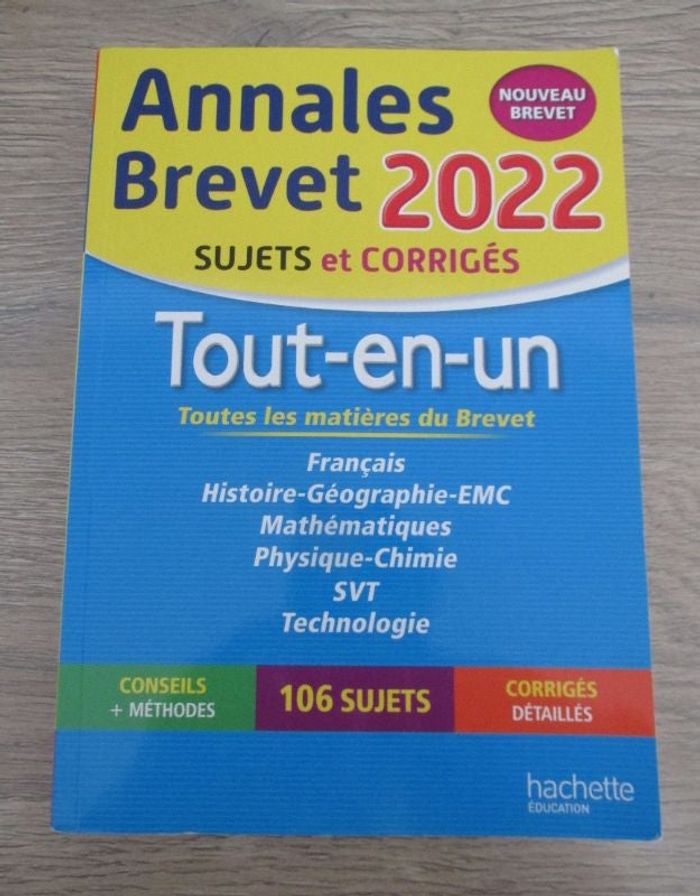 Annales
Brevet 2022
NOUVEAU
BREVET
SUJETS et CORRIGÉS
Tout-en-un
Toutes les matières du Brevet
Français
Histoire-Géographie-EMC
Mathématiques
Physique-Chimie
SVT
Technologie
CONSEILS
+ MÉTHODES
106 SUJETS
CORRIGÉS
DÉTAILLÉS
hachette
ÉDUCATION